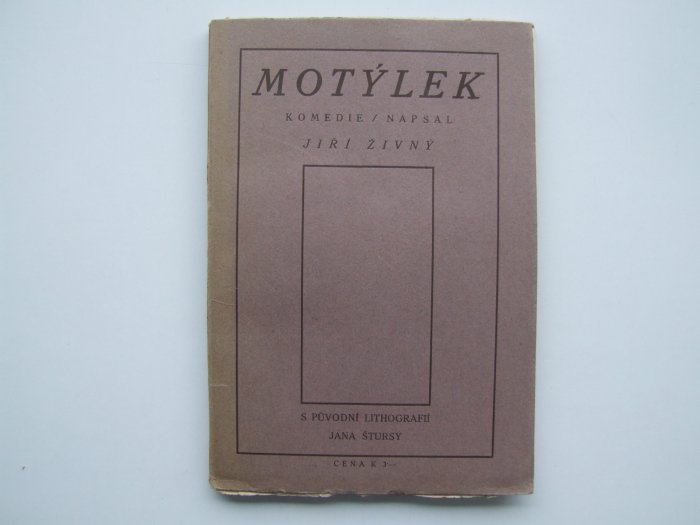 MOTÝLEK
KOMEDIE / NAPSAL
JIŘÍ ŽIVNÝ
S PŮVODNÍ LITHOGRAFIÍ
JANA ŠTURSY
CENA K 3–